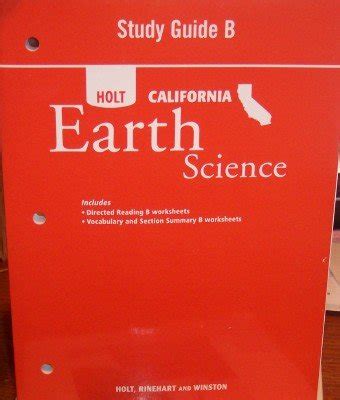 Study Guide B
HOLT CALIFORNIA
Earth
Science
Includes
• Directed Reading B worksheets
• Vocabulary and Section Summary B worksheets
HOLT, RINEHART AND WINSTON